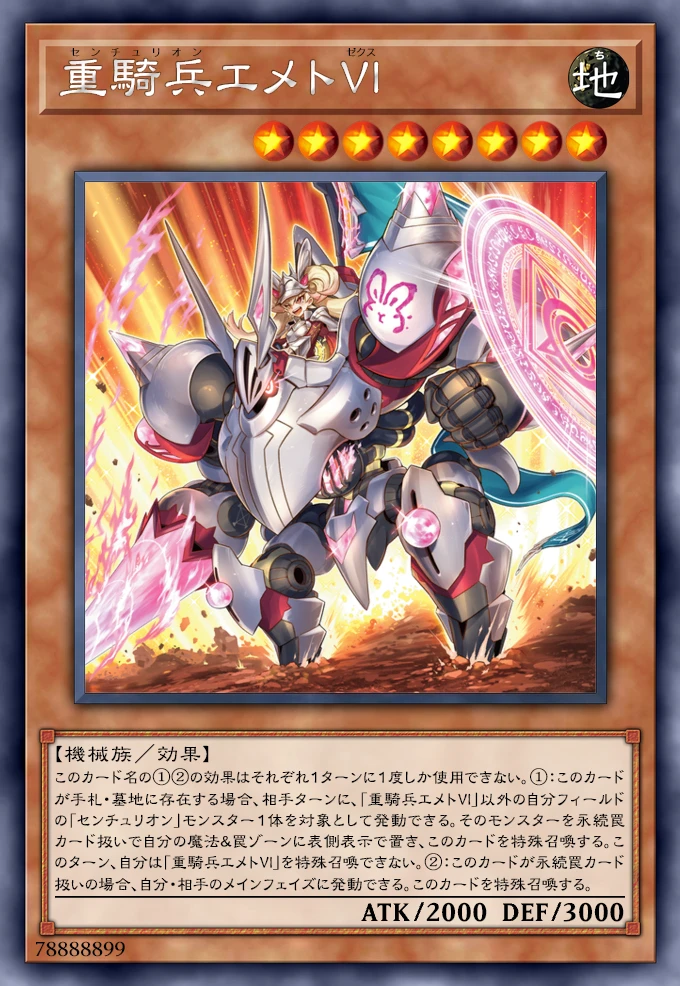 センチュリオン ゼクス
重騎兵エメトⅥ
ち
地
【機械族／効果】
このカード名の①②の効果はそれぞれ1ターンに1度しか使用できない。①：このカード
が手札・墓地に存在する場合、相手ターンに、「重騎兵エメトⅥ」以外の自分フィールド
の「センチュリオン」モンスター1体を対象として発動できる。そのモンスターを永続罠
カード扱いで自分の魔法&罠ゾーンに表側表示で置き、このカードを特殊召喚する。こ
のターン、自分は「重騎兵エメトⅥ」を特殊召喚できない。②：このカードが永続罠カード
扱いの場合、自分・相手のメインフェイズに発動できる。このカードを特殊召喚する。
ATK/2000 DEF/3000
78888899